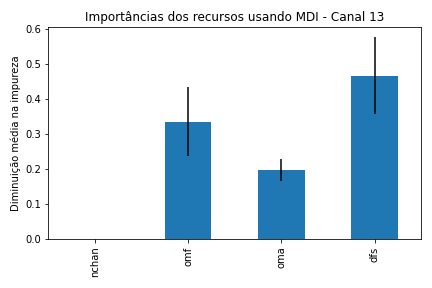 Importâncias dos recursos usando MDI - Canal 13
Diminuição média na impureza
0.6
0.5
0.4
0.3
0.2
0.1
0.0
nchan
omf
oma
dfs